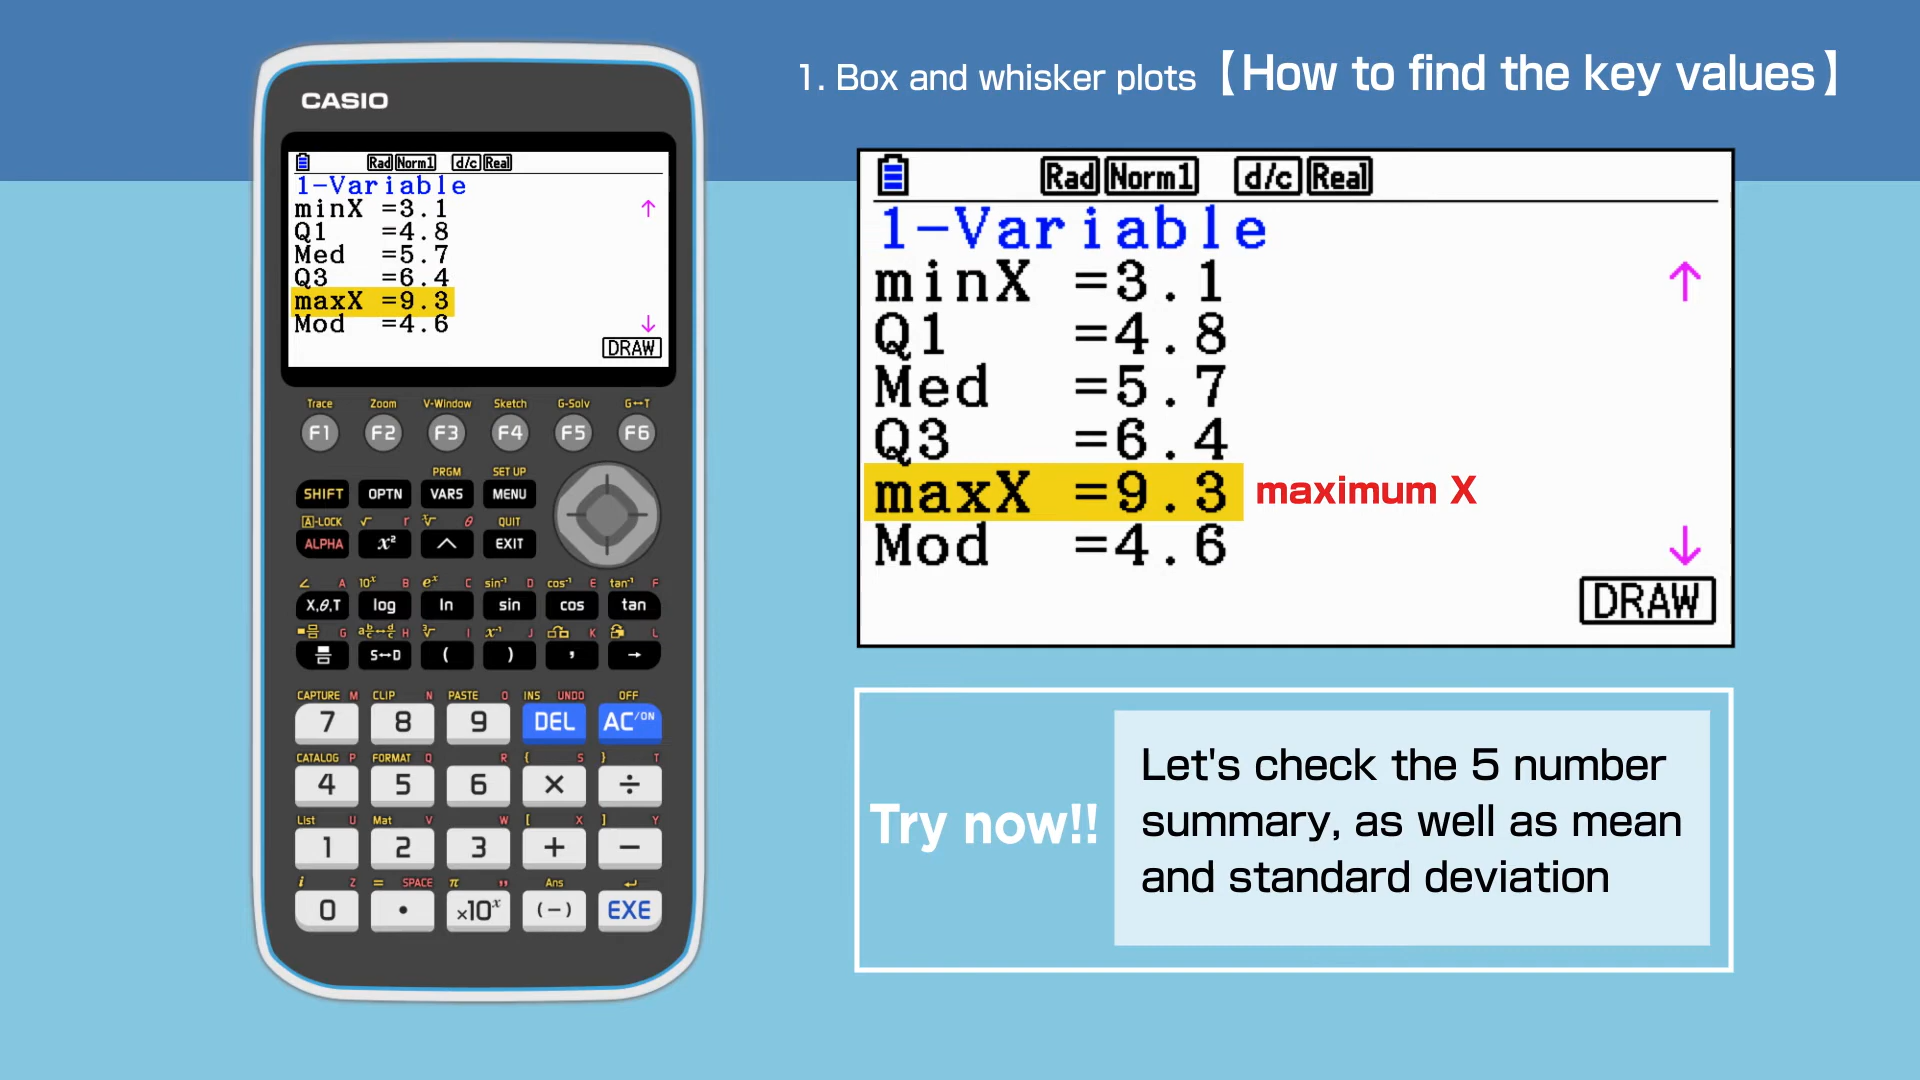 1. Box and whisker plots【How to find the key values】
CASIO
Rad Norm1 d/c Real
1-Variable
minX =3.1
Q1 =4.8
Med =5.7
Q3 =6.4
maxX =9.3
Mod =4.6
DRAW
Trace Zoom V-Window Sketch G-Solv G↔T
F1 F2 F3 F4 F5 F6
PRGM SET UP
SHIFT OPTN VARS MENU
A-LOCK √ r ˣ√ θ QUIT
ALPHA x² ^ EXIT
∠ A 10ˣ B eˣ C sin⁻¹ D cos⁻¹ E tan⁻¹ F
X,θ,T log ln sin cos tan
G a b/c↔d/c H ³√ I x⁻¹ J K L
S↔D ( ) , →
CAPTURE M CLIP N PASTE O INS UNDO OFF
7 8 9 DEL AC/ON
CATALOG P FORMAT Q R { S } T
4 5 6 × ÷
List U Mat V W [ X ] Y
1 2 3 + −
i Z = SPACE π " Ans ↵
0 • ×10ˣ (−) EXE
Rad Norm1 d/c Real
1-Variable
minX =3.1
Q1 =4.8
Med =5.7
Q3 =6.4
maxX =9.3 maximum X
Mod =4.6
DRAW
Try now!!
Let's check the 5 number
summary, as well as mean
and standard deviation